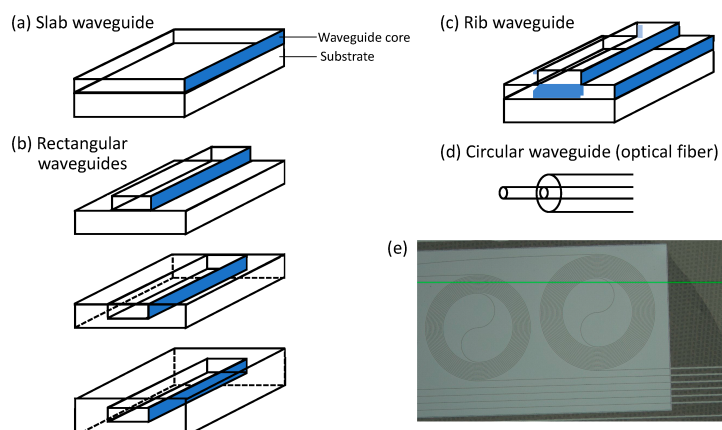 (a) Slab waveguide
Waveguide core
Substrate
(b) Rectangular
waveguides
(c) Rib waveguide
(d) Circular waveguide (optical fiber)
(e)